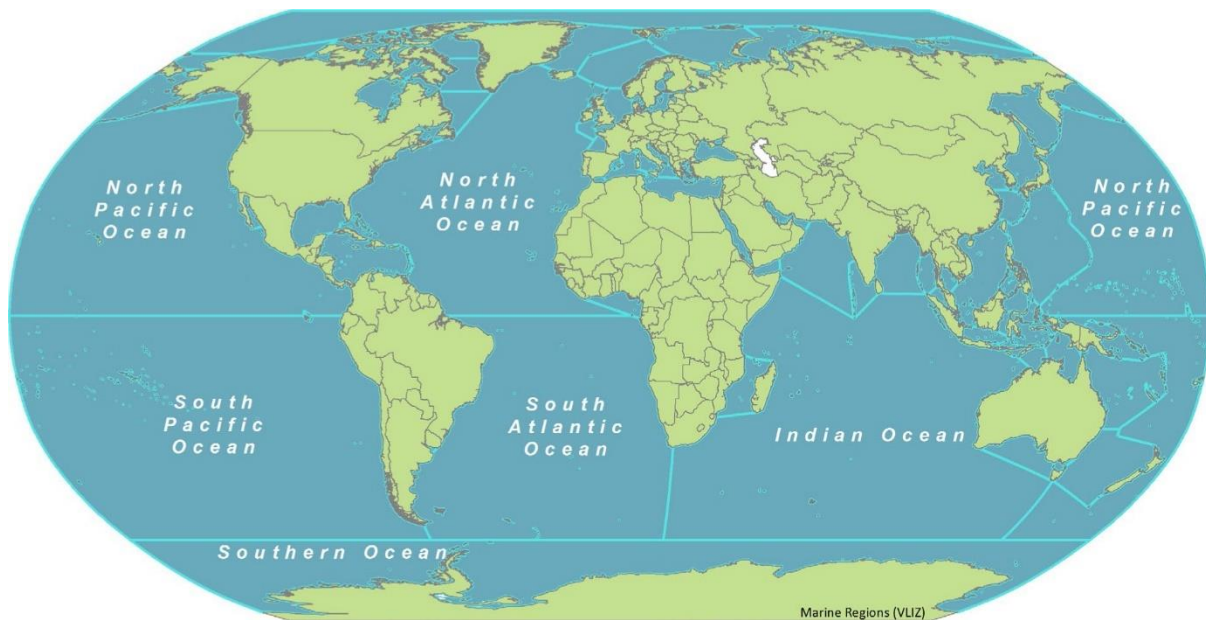 North
Pacific
Ocean
North
Atlantic
Ocean
North
Pacific
Ocean
South
Pacific
Ocean
South
Atlantic
Ocean
Indian Ocean
Southern Ocean
Marine Regions (VLIZ)